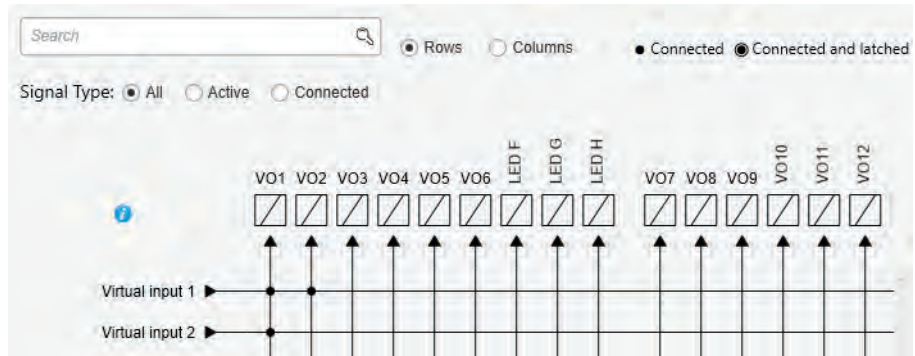 Search
Rows Columns Connected Connected and latched
Signal Type: All Active Connected
VO1 VO2 VO3 VO4 VO5 VO6 LED F LED G LED H VO7 VO8 VO9 VO10 VO11 VO12
i
Virtual input 1
Virtual input 2